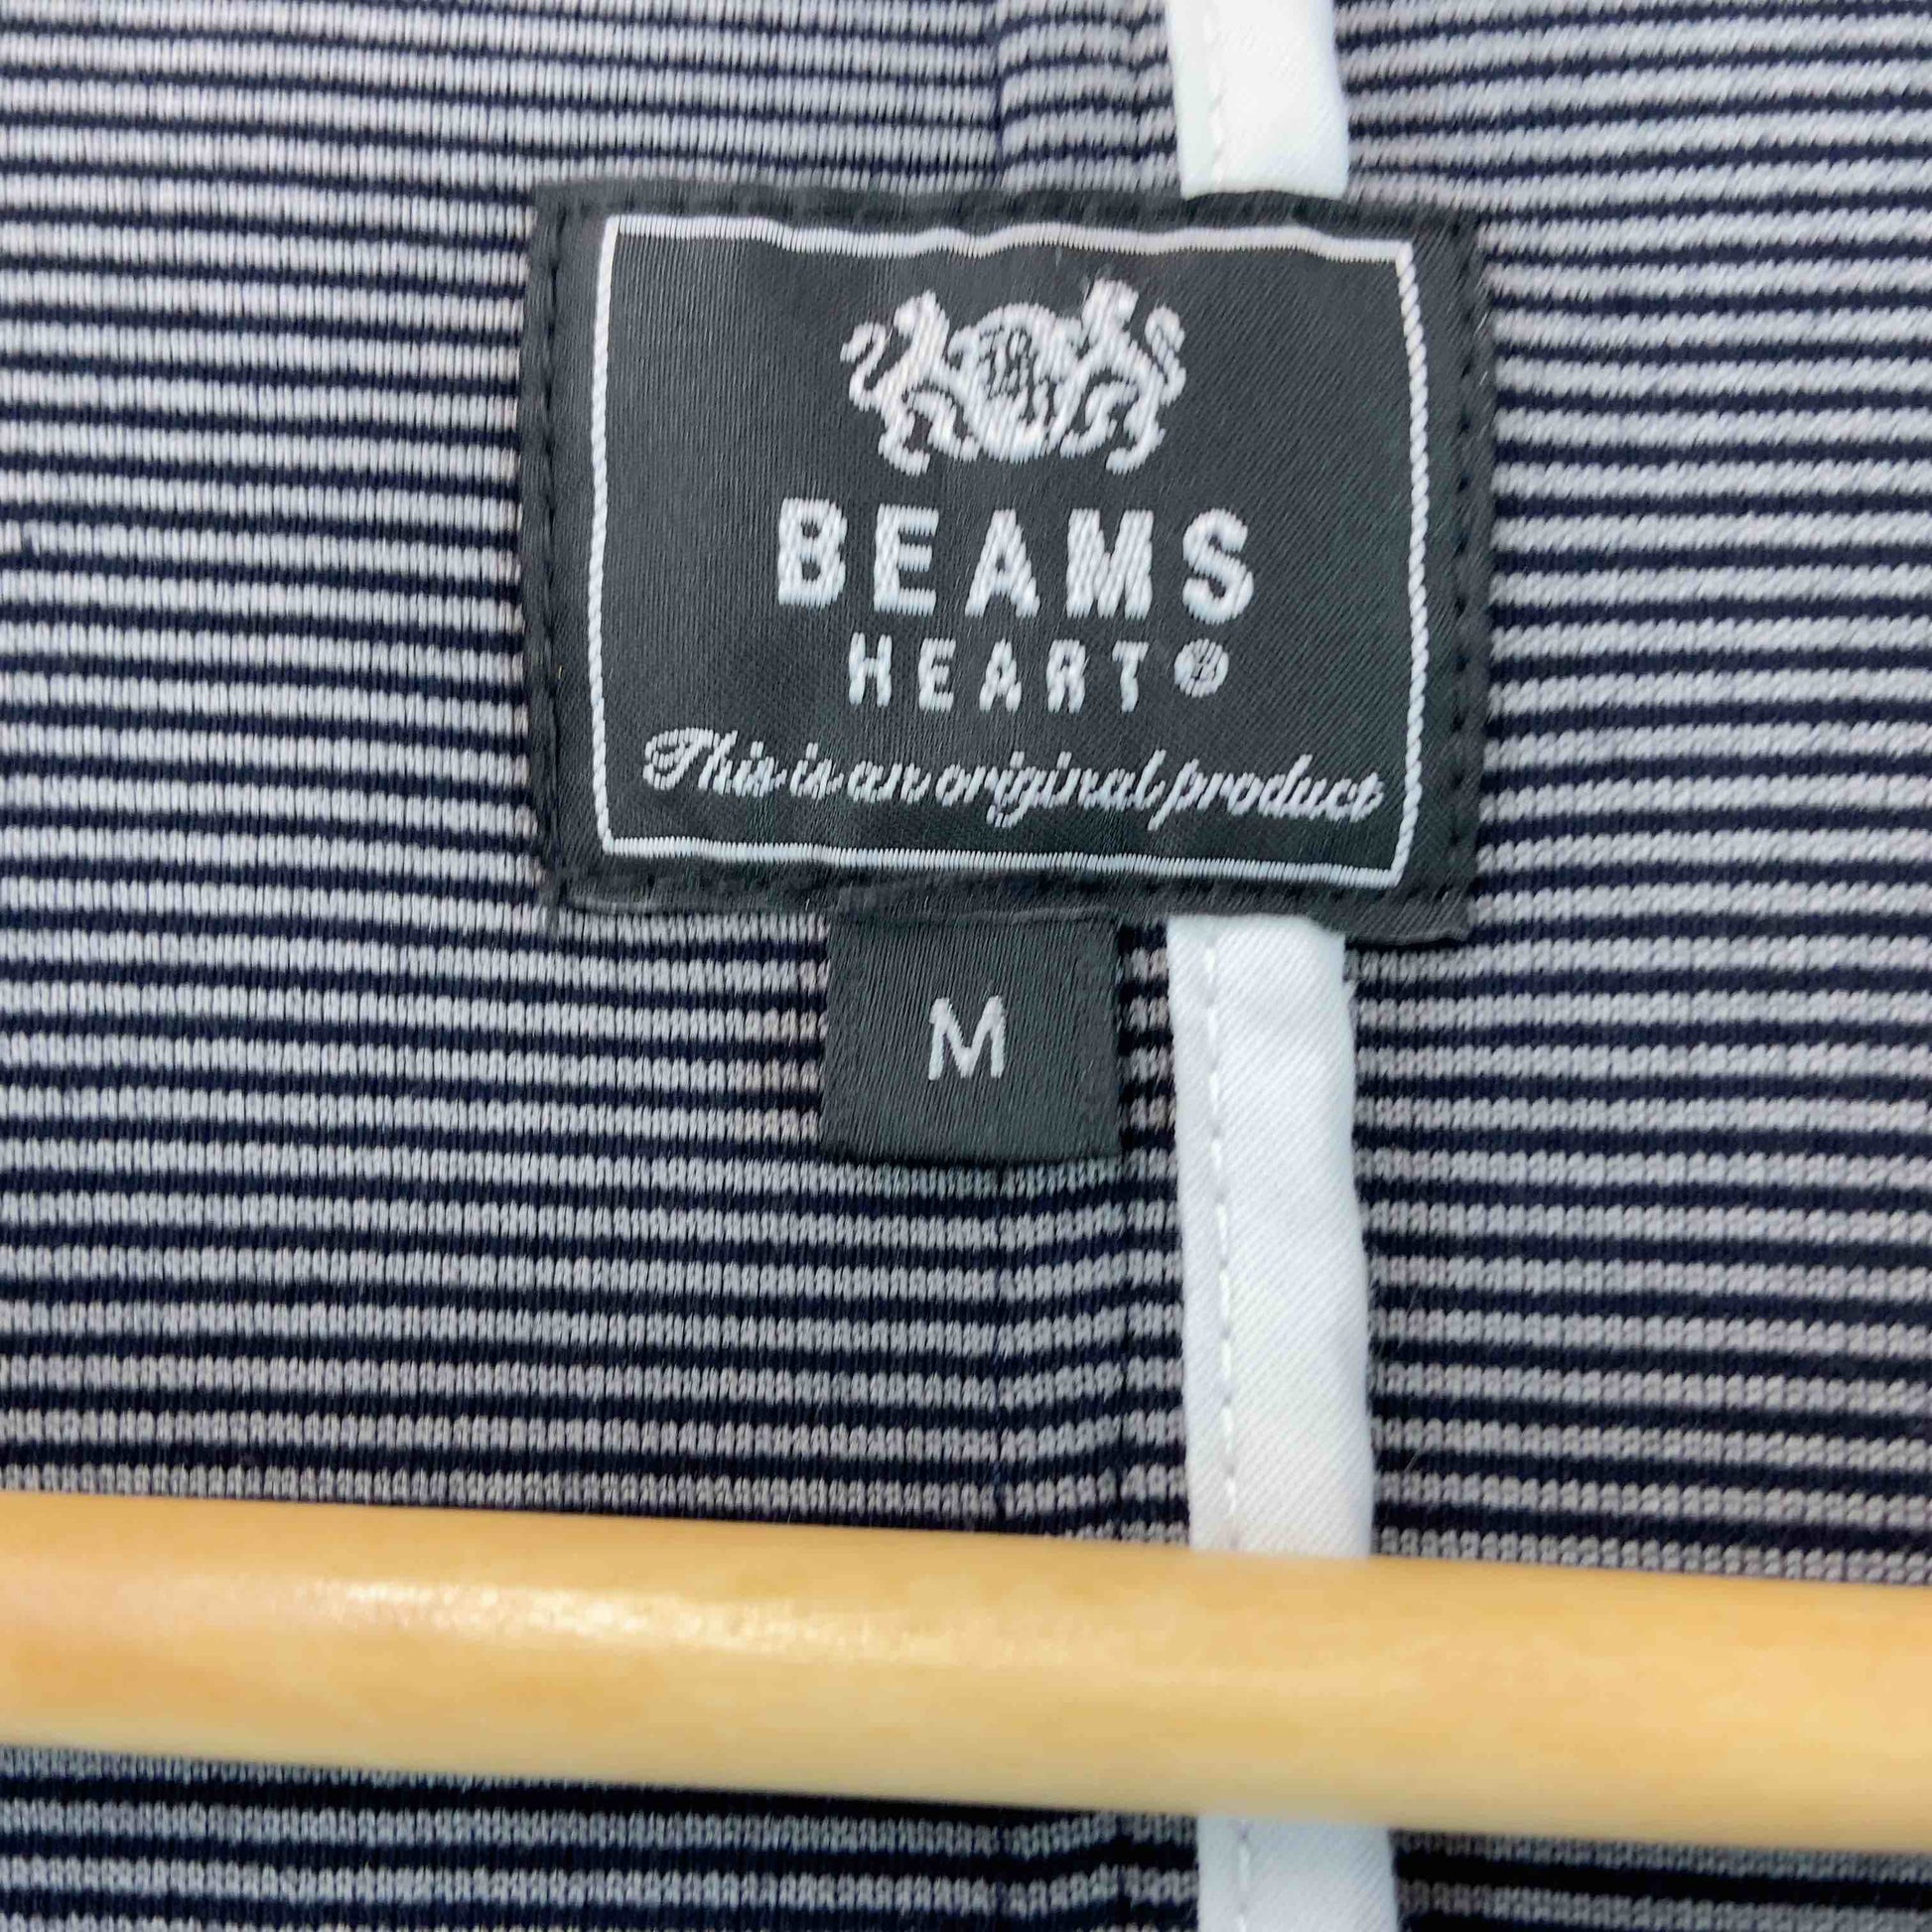 BEAMS
HEART®
This is an original product
M